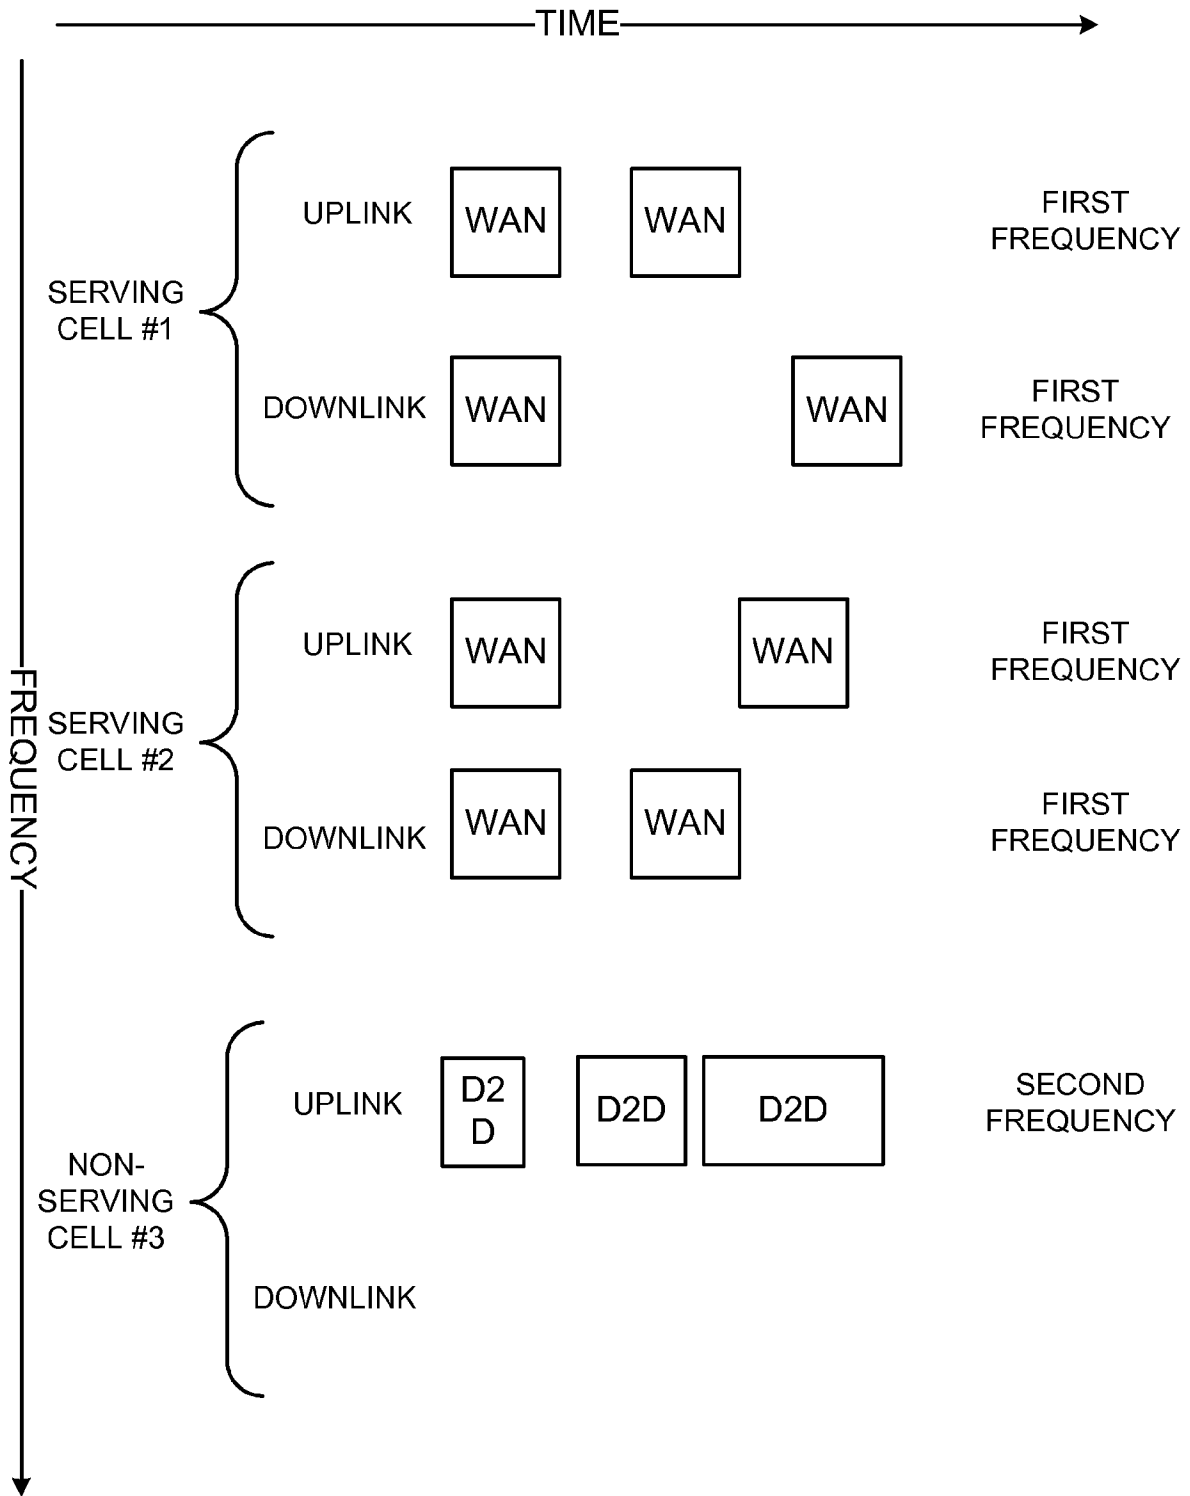 TIME
FREQUENCY
SERVING
CELL #1
UPLINK
WAN
WAN
FIRST
FREQUENCY
DOWNLINK
WAN
WAN
FIRST
FREQUENCY
SERVING
CELL #2
UPLINK
WAN
WAN
FIRST
FREQUENCY
DOWNLINK
WAN
WAN
FIRST
FREQUENCY
NON-
SERVING
CELL #3
UPLINK
D2
D
D2D
D2D
SECOND
FREQUENCY
DOWNLINK